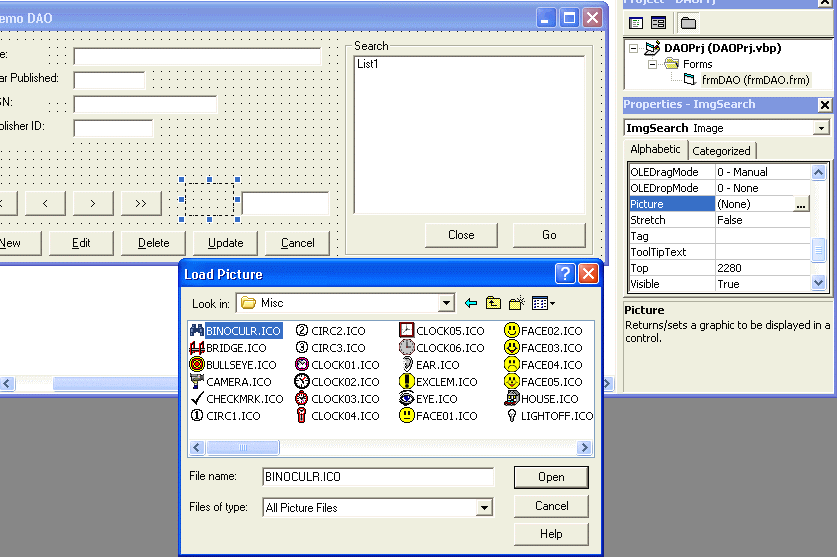 emo DAO
e:
ar Published:
SN:
blisher ID:
<
>
>>
New
Edit
Delete
Update
Cancel
Search
List1
Close
Go
Project - DAOPrj
DAOPrj (DAOPrj.vbp)
Forms
frmDAO (frmDAO.frm)
Properties - ImgSearch
ImgSearch Image
Alphabetic Categorized
OLEDragMode 0 - Manual
OLEDropMode 0 - None
Picture (None) ...
Stretch False
Tag
ToolTipText
Top 2280
Visible True
Picture
Returns/sets a graphic to be displayed in a
control.
Load Picture
Look in: Misc
BINOCULR.ICO CIRC2.ICO CLOCK05.ICO FACE02.ICO
BRIDGE.ICO CIRC3.ICO CLOCK06.ICO FACE03.ICO
BULLSEYE.ICO CLOCK01.ICO EAR.ICO FACE04.ICO
CAMERA.ICO CLOCK02.ICO EXCLEM.ICO FACE05.ICO
CHECKMRK.ICO CLOCK03.ICO EYE.ICO HOUSE.ICO
CIRC1.ICO CLOCK04.ICO FACE01.ICO LIGHTOFF.ICO
File name: BINOCULR.ICO Open
Files of type: All Picture Files Cancel
Help